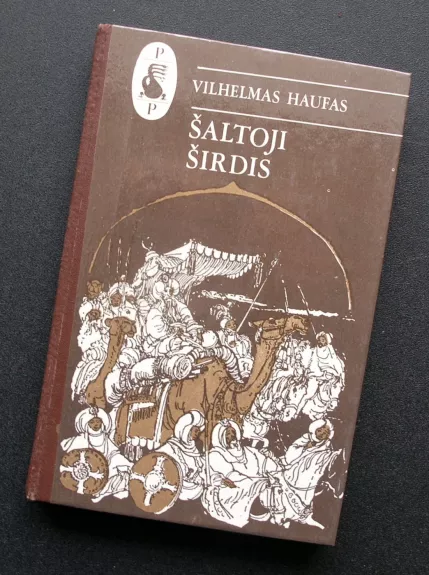 P
P
VILHELMAS HAUFAS
ŠALTOJI
ŠIRDIS